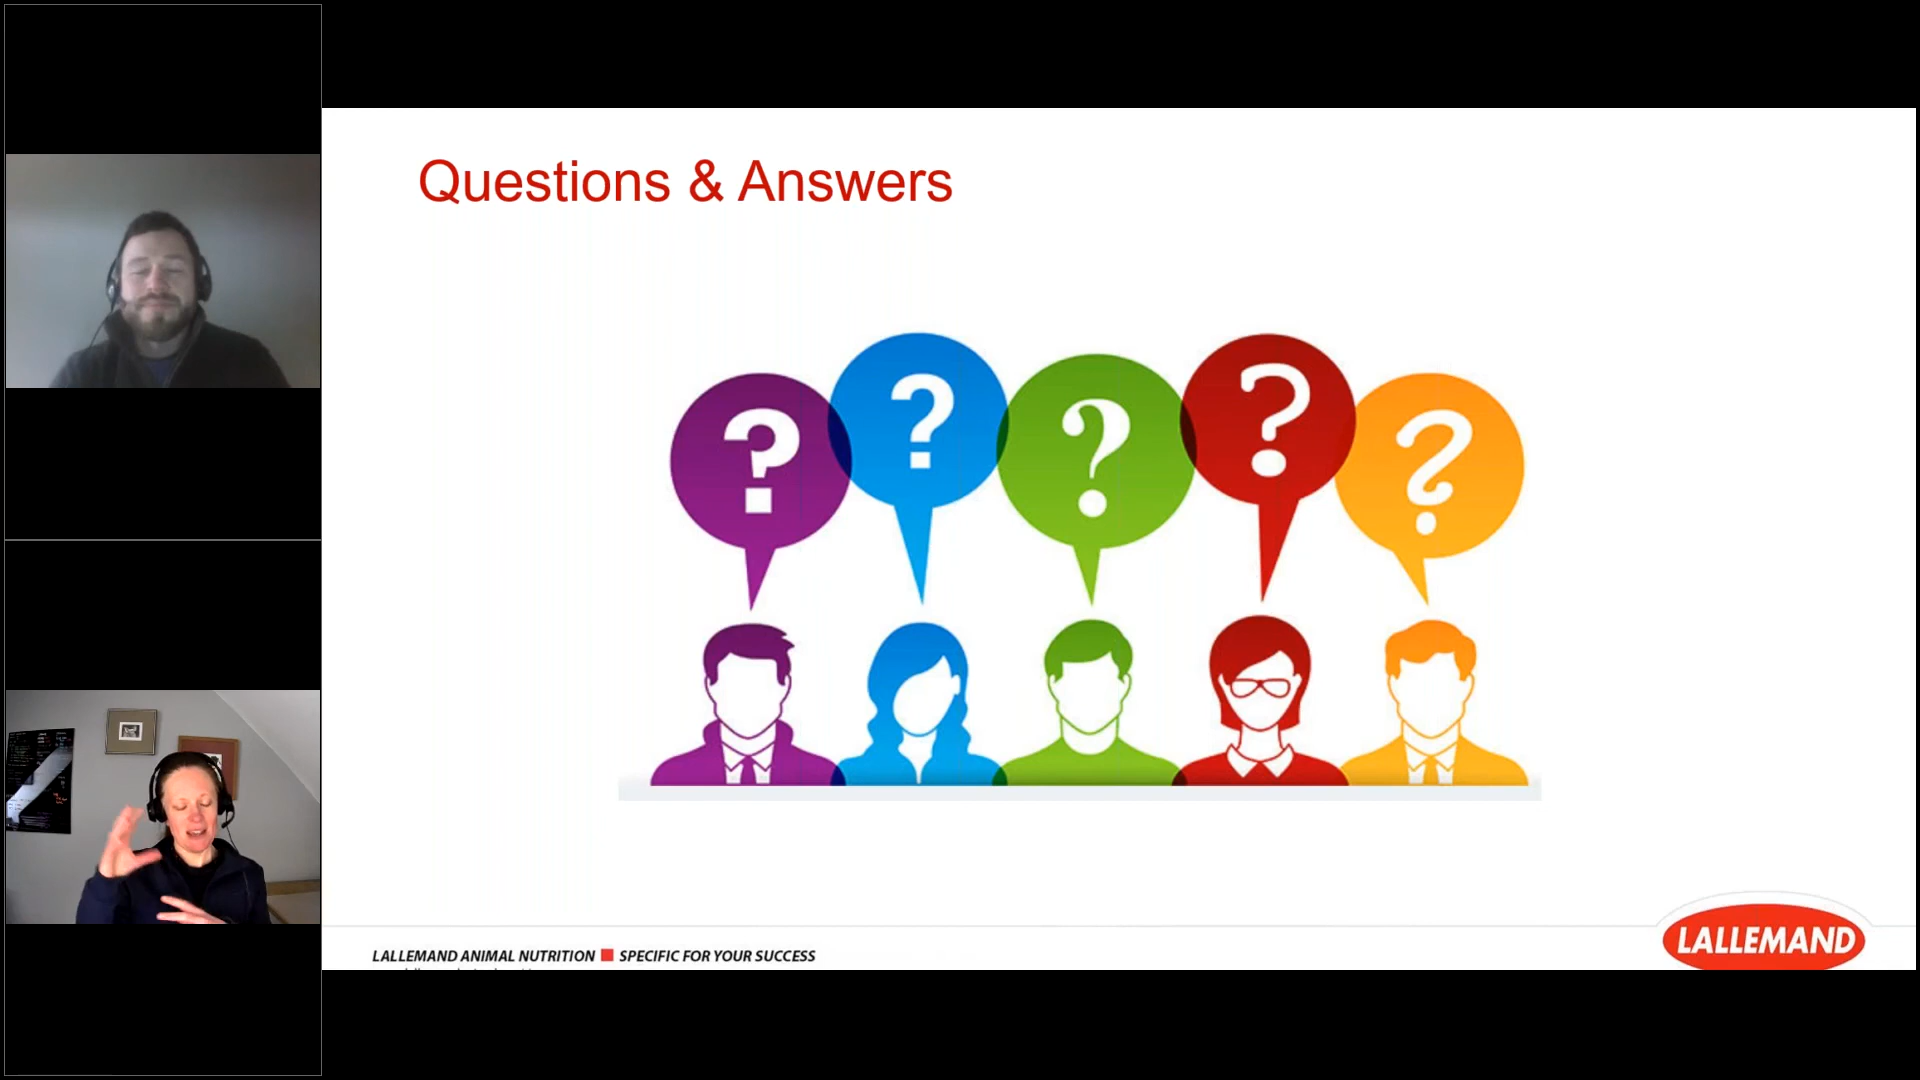 Questions & Answers
? ? ? ? ?
LALLEMAND ANIMAL NUTRITION SPECIFIC FOR YOUR SUCCESS
LALLEMAND